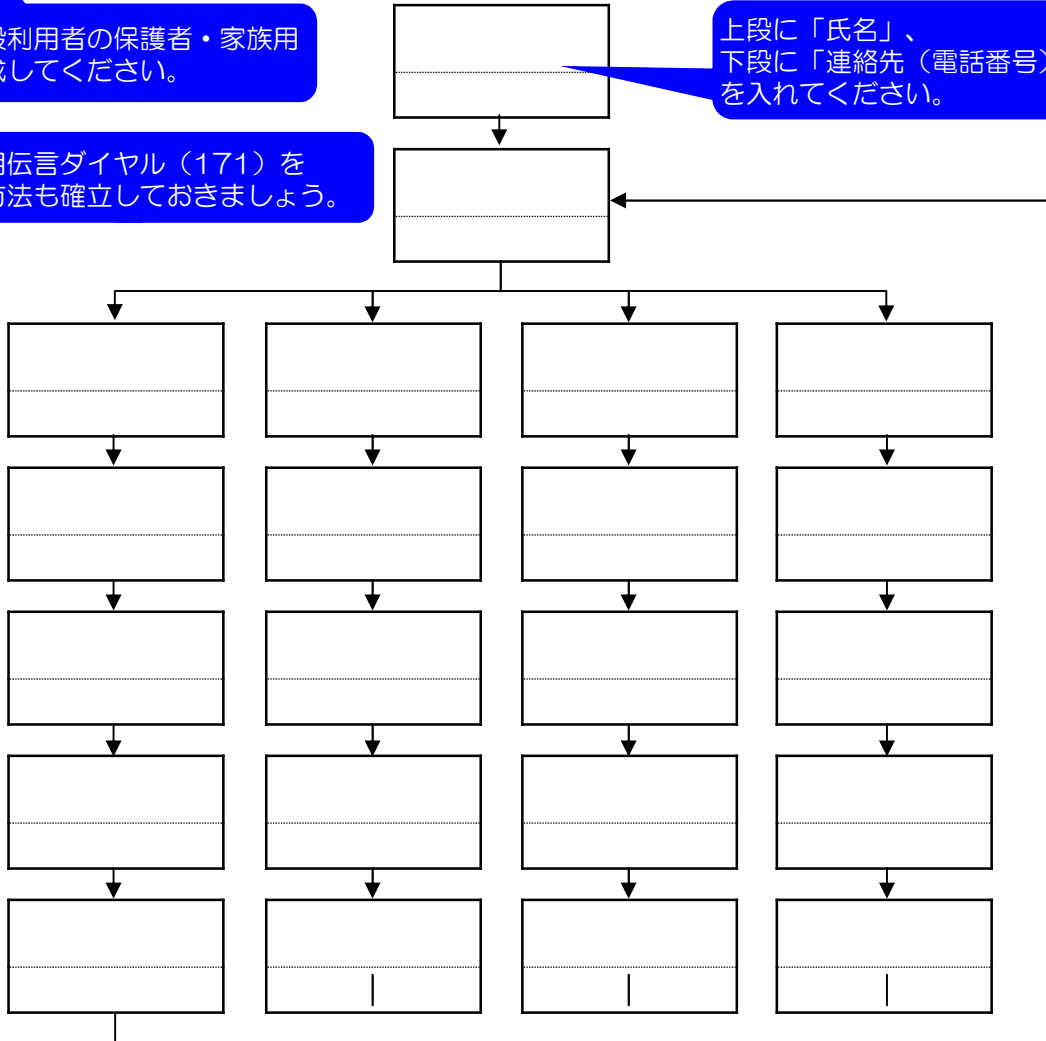 段利用者の保護者・家族用
成してください。
上段に「氏名」、
下段に「連絡先（電話番号）
を入れてください。
用伝言ダイヤル（171）を
方法も確立しておきましょう。